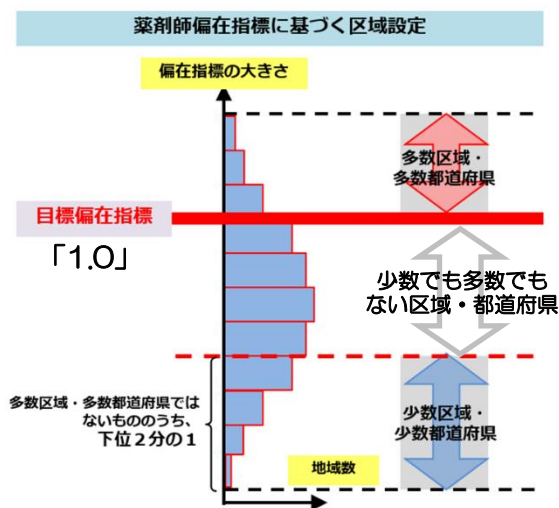 薬剤師偏在指標に基づく区域設定
偏在指標の大きさ
多数区域・
多数都道府県
目標偏在指標
「1.0」
少数でも多数でも
ない区域・都道府県
多数区域・多数都道府県では
ないもののうち、
下位２分の１
少数区域・
少数都道府県
地域数